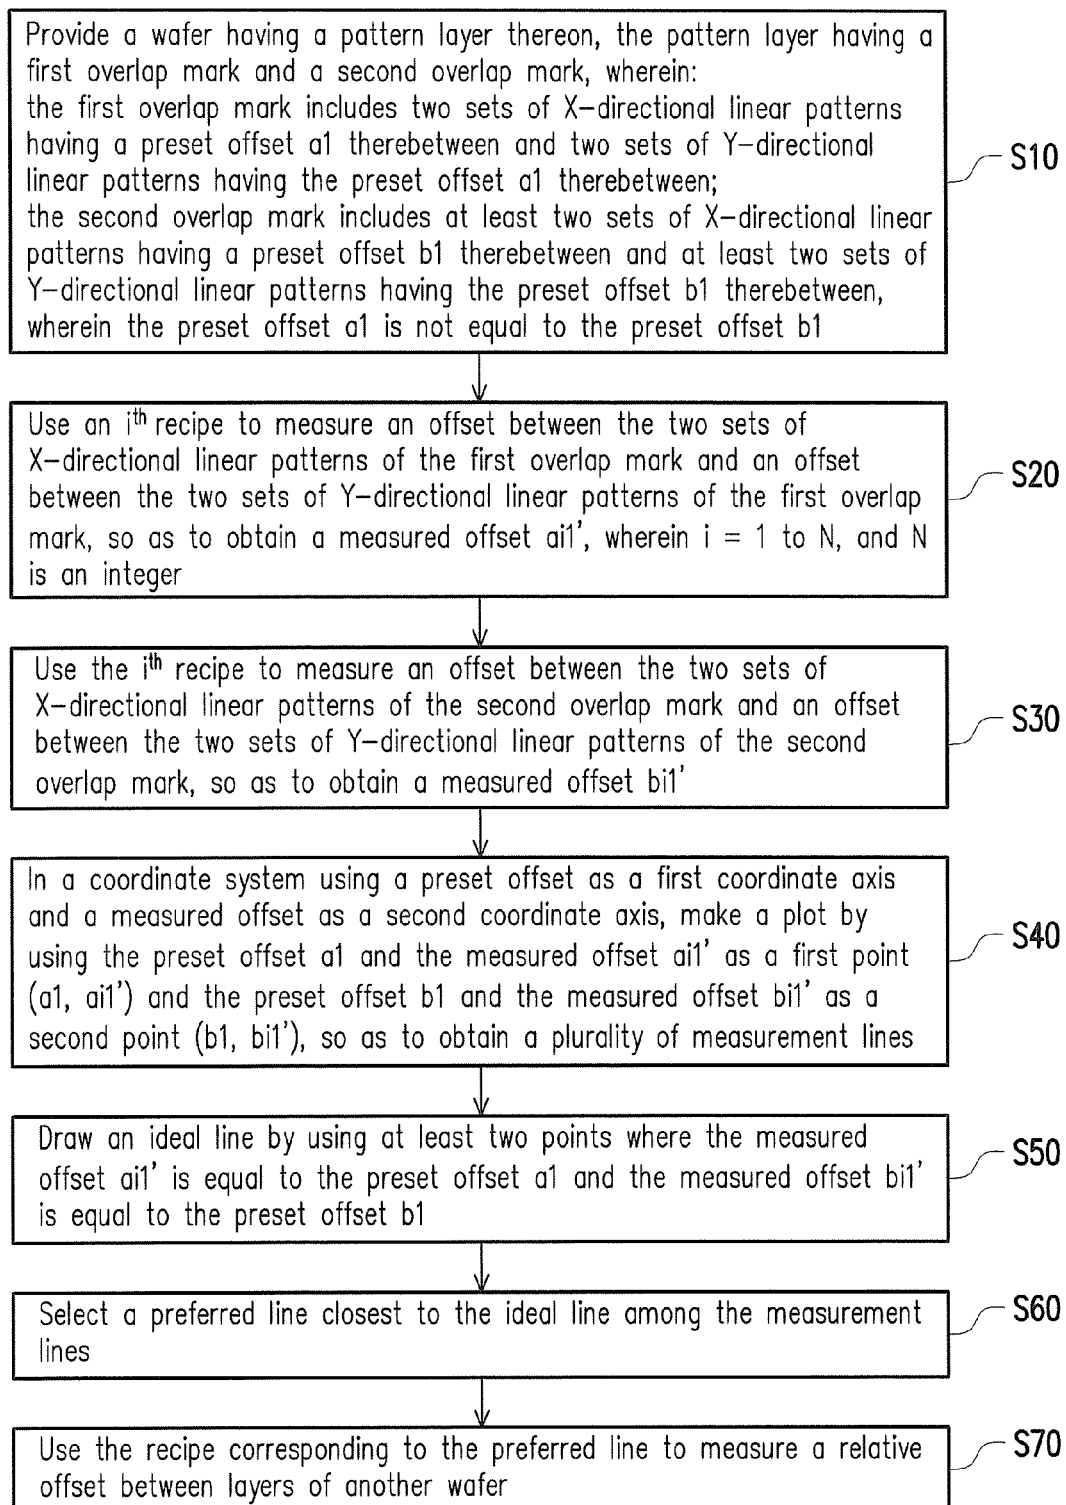 Provide a wafer having a pattern layer thereon, the pattern layer having a
first overlap mark and a second overlap mark, wherein:
the first overlap mark includes two sets of X-directional linear patterns
having a preset offset a1 therebetween and two sets of Y-directional
linear patterns having the preset offset a1 therebetween;
the second overlap mark includes at least two sets of X-directional linear
patterns having a preset offset b1 therebetween and at least two sets of
Y-directional linear patterns having the preset offset b1 therebetween,
wherein the preset offset a1 is not equal to the preset offset b1
S10
Use an ith recipe to measure an offset between the two sets of
X-directional linear patterns of the first overlap mark and an offset
between the two sets of Y-directional linear patterns of the first overlap
mark, so as to obtain a measured offset ai1', wherein i = 1 to N, and N
is an integer
S20
Use the ith recipe to measure an offset between the two sets of
X-directional linear patterns of the second overlap mark and an offset
between the two sets of Y-directional linear patterns of the second
overlap mark, so as to obtain a measured offset bi1'
S30
In a coordinate system using a preset offset as a first coordinate axis
and a measured offset as a second coordinate axis, make a plot by
using the preset offset a1 and the measured offset ai1' as a first point
(a1, ai1') and the preset offset b1 and the measured offset bi1' as a
second point (b1, bi1'), so as to obtain a plurality of measurement lines
S40
Draw an ideal line by using at least two points where the measured
offset ai1' is equal to the preset offset a1 and the measured offset bi1'
is equal to the preset offset b1
S50
Select a preferred line closest to the ideal line among the measurement
lines
S60
Use the recipe corresponding to the preferred line to measure a relative
offset between layers of another wafer
S70